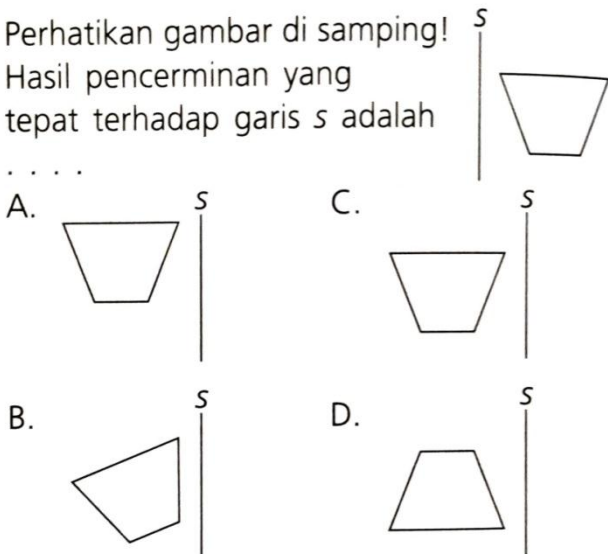 Perhatikan gambar di samping!
Hasil pencerminan yang
tepat terhadap garis s adalah
. . . .
s
A.
s
C.
s
B.
s
D.
s